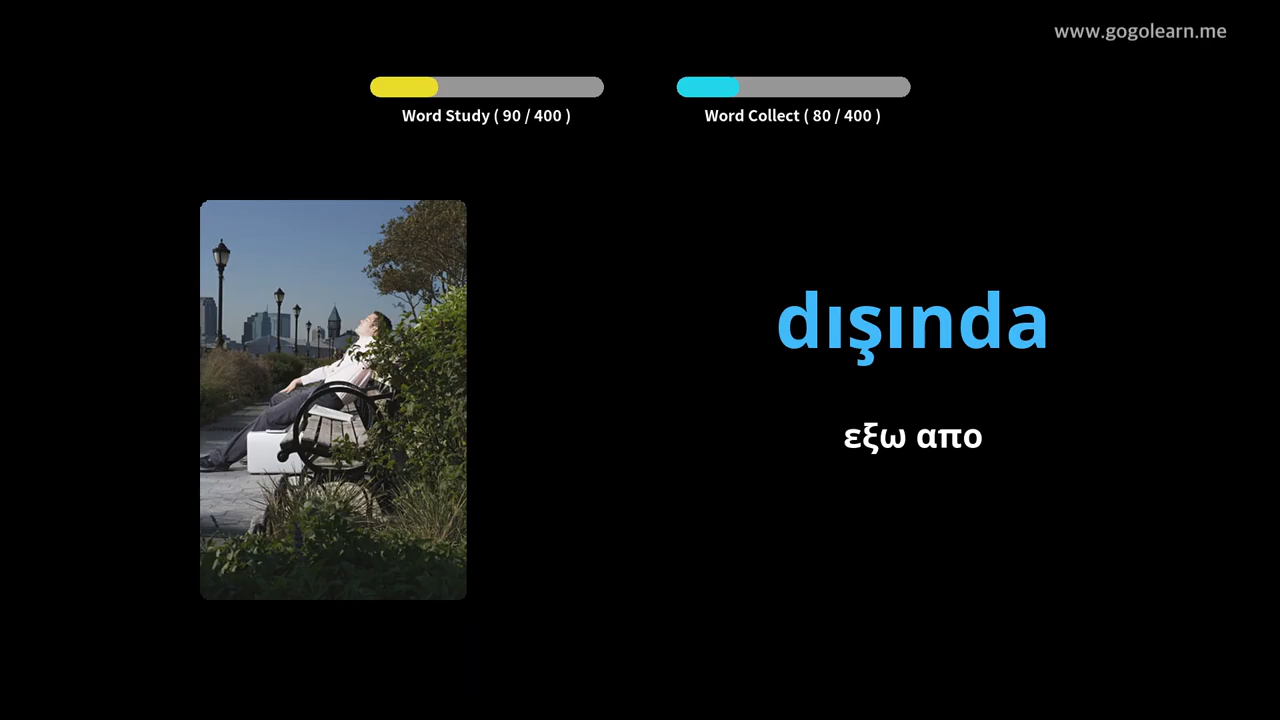 www.gogolearn.me
Word Study ( 90 / 400 )
Word Collect ( 80 / 400 )
dışında
εξω απο